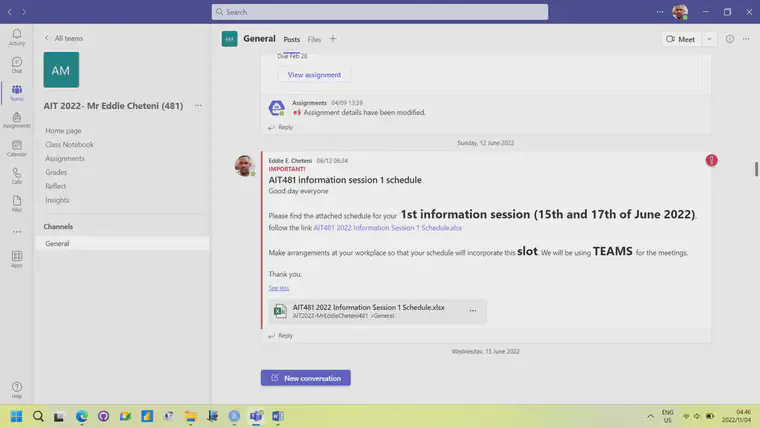 Search
General
Posts
Files
Meet
Activity
Chat
Teams
Assignments
Calendar
Calls
Files
Apps
Help
All teams
AM
AIT 2022- Mr Eddie Cheteni (481)
Home page
Class Notebook
Assignments
Grades
Reflect
Insights
Channels
General
AM
Due Feb 28
View assignment
Assignments 04/09 13:29
Assignment details have been modified.
Reply
Sunday, 12 June 2022
Eddie E. Cheteni 06/12 06:24
IMPORTANT!
AIT481 information session 1 schedule
Good day everyone
Please find the attached schedule for your 1st information session (15th and 17th of June 2022),
follow the link AIT481 2022 Information Session 1 Schedule.xlsx
Make arrangements at your workplace so that your schedule will incorporate this slot. We will be using TEAMS for the meetings.
Thank you,
See less
AIT481 2022 Information Session 1 Schedule.xlsx
AIT2022-MrEddieCheteni481 >General
Reply
Wednesday, 15 June 2022
New conversation
ENG
US
04:46
2022/11/04